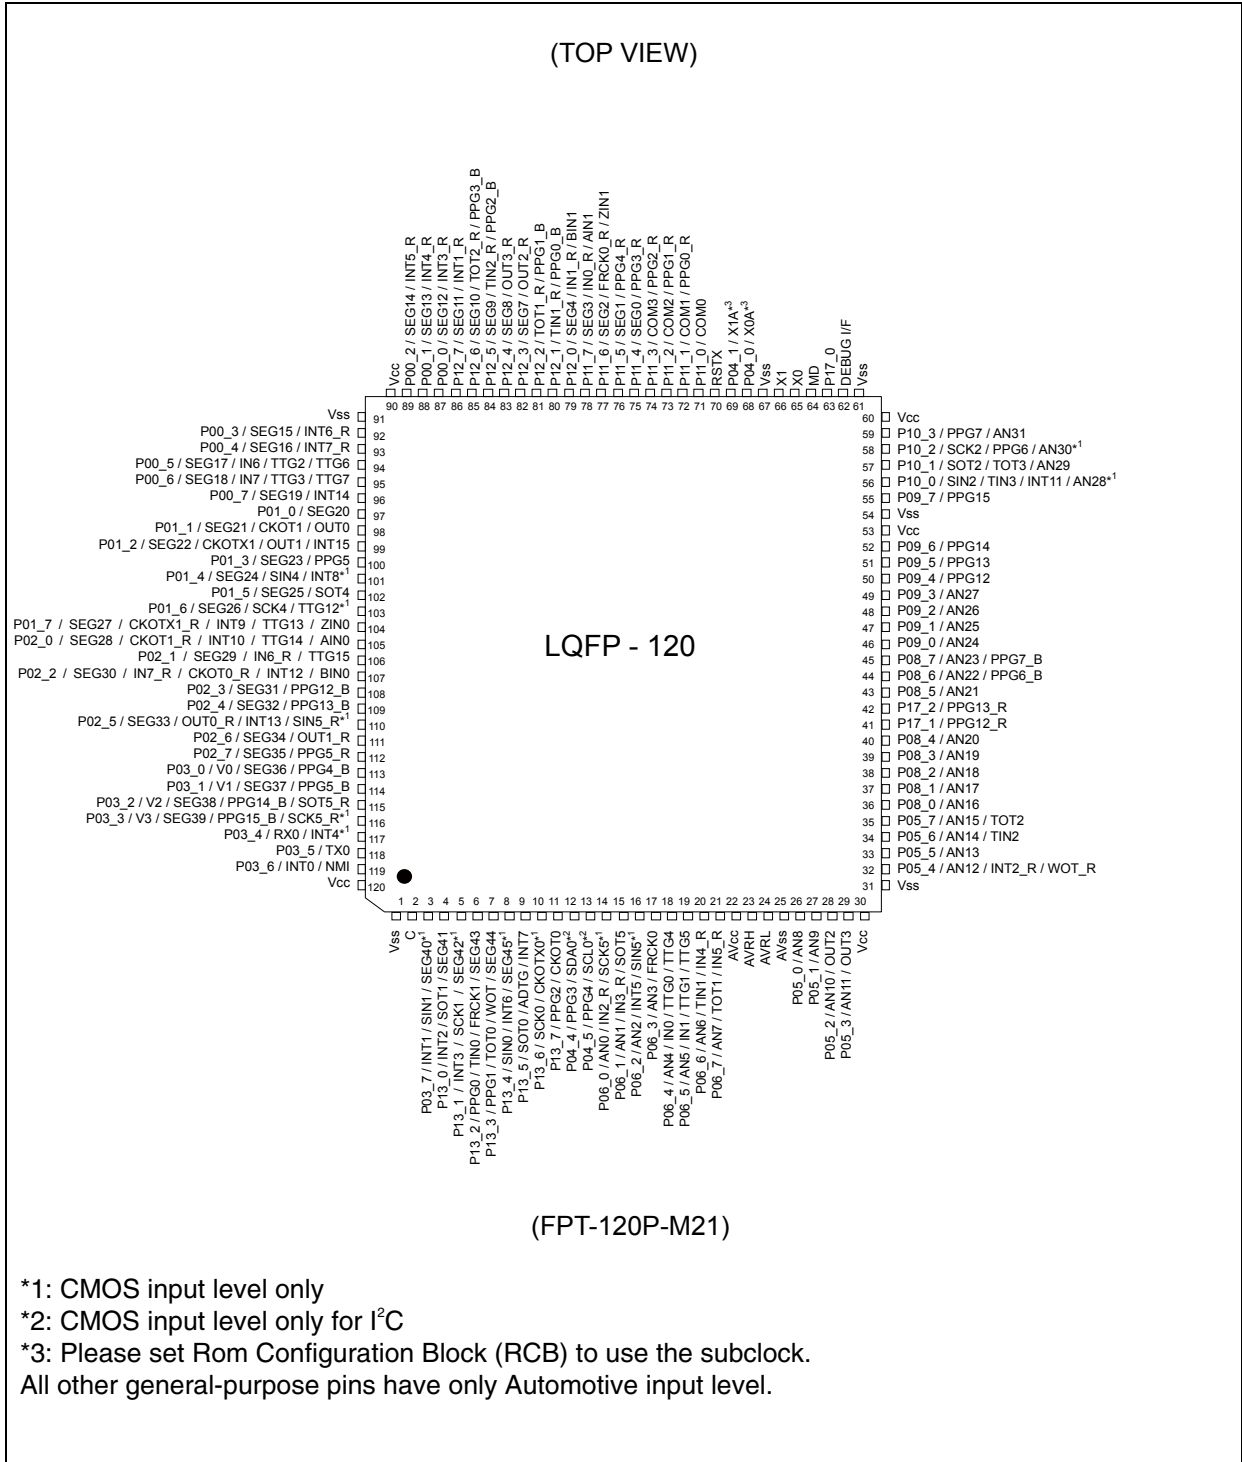 (TOP VIEW)
Vcc
P00_2 / SEG14 / INT5_R
P00_1 / SEG13 / INT4_R
P00_0 / SEG12 / INT3_R
P12_7 / SEG11 / INT1_R
P12_6 / SEG10 / TOT2_R / PPG3_B
P12_5 / SEG9 / TIN2_R / PPG2_B
P12_4 / SEG8 / OUT3_R
P12_3 / SEG7 / OUT2_R
P12_2 / TOT1_R / PPG1_B
P12_1 / TIN1_R / PPG0_B
P12_0 / SEG4 / IN1_R / BIN1
P11_7 / SEG3 / IN0_R / AIN1
P11_6 / SEG2 / FRCK0_R / ZIN1
P11_5 / SEG1 / PPG4_R
P11_4 / SEG0 / PPG3_R
P11_3 / COM3 / PPG2_R
P11_2 / COM2 / PPG1_R
P11_1 / COM1 / PPG0_R
P11_0 / COM0
RSTX
P04_1 / X1A*3
P04_0 / X0A*3
Vss
X1
X0
MD
P17_0
DEBUG I/F
Vss
90 89 88 87 86 85 84 83 82 81 80 79 78 77 76 75 74 73 72 71 70 69 68 67 66 65 64 63 62 61
Vss 91
P00_3 / SEG15 / INT6_R 92
P00_4 / SEG16 / INT7_R 93
P00_5 / SEG17 / IN6 / TTG2 / TTG6 94
P00_6 / SEG18 / IN7 / TTG3 / TTG7 95
P00_7 / SEG19 / INT14 96
P01_0 / SEG20 97
P01_1 / SEG21 / CKOT1 / OUT0 98
P01_2 / SEG22 / CKOTX1 / OUT1 / INT15 99
P01_3 / SEG23 / PPG5 100
P01_4 / SEG24 / SIN4 / INT8*1 101
P01_5 / SEG25 / SOT4 102
P01_6 / SEG26 / SCK4 / TTG12*1 103
P01_7 / SEG27 / CKOTX1_R / INT9 / TTG13 / ZIN0 104
P02_0 / SEG28 / CKOT1_R / INT10 / TTG14 / AIN0 105
P02_1 / SEG29 / IN6_R / TTG15 106
P02_2 / SEG30 / IN7_R / CKOT0_R / INT12 / BIN0 107
P02_3 / SEG31 / PPG12_B 108
P02_4 / SEG32 / PPG13_B 109
P02_5 / SEG33 / OUT0_R / INT13 / SIN5_R*1 110
P02_6 / SEG34 / OUT1_R 111
P02_7 / SEG35 / PPG5_R 112
P03_0 / V0 / SEG36 / PPG4_B 113
P03_1 / V1 / SEG37 / PPG5_B 114
P03_2 / V2 / SEG38 / PPG14_B / SOT5_R 115
P03_3 / V3 / SEG39 / PPG15_B / SCK5_R*1 116
P03_4 / RX0 / INT4*1 117
P03_5 / TX0 118
P03_6 / INT0 / NMI 119
Vcc 120
LQFP - 120
60 Vcc
59 P10_3 / PPG7 / AN31
58 P10_2 / SCK2 / PPG6 / AN30*1
57 P10_1 / SOT2 / TOT3 / AN29
56 P10_0 / SIN2 / TIN3 / INT11 / AN28*1
55 P09_7 / PPG15
54 Vss
53 Vcc
52 P09_6 / PPG14
51 P09_5 / PPG13
50 P09_4 / PPG12
49 P09_3 / AN27
48 P09_2 / AN26
47 P09_1 / AN25
46 P09_0 / AN24
45 P08_7 / AN23 / PPG7_B
44 P08_6 / AN22 / PPG6_B
43 P08_5 / AN21
42 P17_2 / PPG13_R
41 P17_1 / PPG12_R
40 P08_4 / AN20
39 P08_3 / AN19
38 P08_2 / AN18
37 P08_1 / AN17
36 P08_0 / AN16
35 P05_7 / AN15 / TOT2
34 P05_6 / AN14 / TIN2
33 P05_5 / AN13
32 P05_4 / AN12 / INT2_R / WOT_R
31 Vss
1 2 3 4 5 6 7 8 9 10 11 12 13 14 15 16 17 18 19 20 21 22 23 24 25 26 27 28 29 30
Vss
C
P03_7 / INT1 / SIN1 / SEG40*1
P13_0 / INT2 / SOT1 / SEG41
P13_1 / INT3 / SCK1 / SEG42*1
P13_2 / PPG0 / TIN0 / FRCK1 / SEG43
P13_3 / PPG1 / TOT0 / WOT / SEG44
P13_4 / SIN0 / INT6 / SEG45*1
P13_5 / SOT0 / ADTG / INT7
P13_6 / SCK0 / CKOTX0*1
P13_7 / PPG2 / CKOT0
P04_4 / PPG3 / SDA0*2
P04_5 / PPG4 / SCL0*2
P06_0 / AN0 / IN2_R / SCK5*1
P06_1 / AN1 / IN3_R / SOT5
P06_2 / AN2 / INT5 / SIN5*1
P06_3 / AN3 / FRCK0
P06_4 / AN4 / IN0 / TTG0 / TTG4
P06_5 / AN5 / IN1 / TTG1 / TTG5
P06_6 / AN6 / TIN1 / IN4_R
P06_7 / AN7 / TOT1 / IN5_R
AVcc
AVRH
AVRL
AVss
P05_0 / AN8
P05_1 / AN9
P05_2 / AN10 / OUT2
P05_3 / AN11 / OUT3
Vcc
(FPT-120P-M21)
*1: CMOS input level only
*2: CMOS input level only for I²C
*3: Please set Rom Configuration Block (RCB) to use the subclock.
All other general-purpose pins have only Automotive input level.